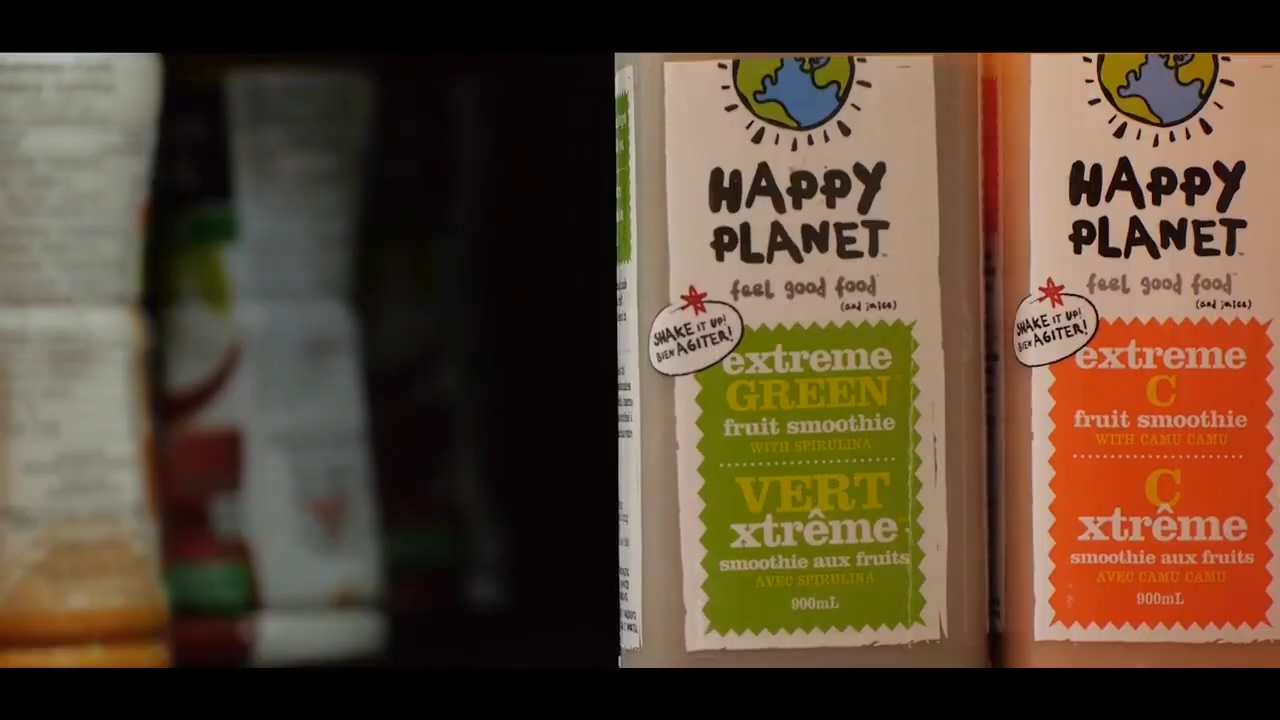 HAPPY
PLANET
feel good food
(and juice)
SHAKE IT UP!
BIEN AGITER!
extreme
GREEN
fruit smoothie
WITH SPIRULINA
VERT
xtrême
smoothie aux fruits
AVEC SPIRULINA
900mL
HAPPY
PLANET
feel good food
(and juice)
SHAKE IT UP!
BIEN AGITER!
extreme
C
fruit smoothie
WITH CAMU CAMU
C
xtrême
smoothie aux fruits
AVEC CAMU CAMU
900mL